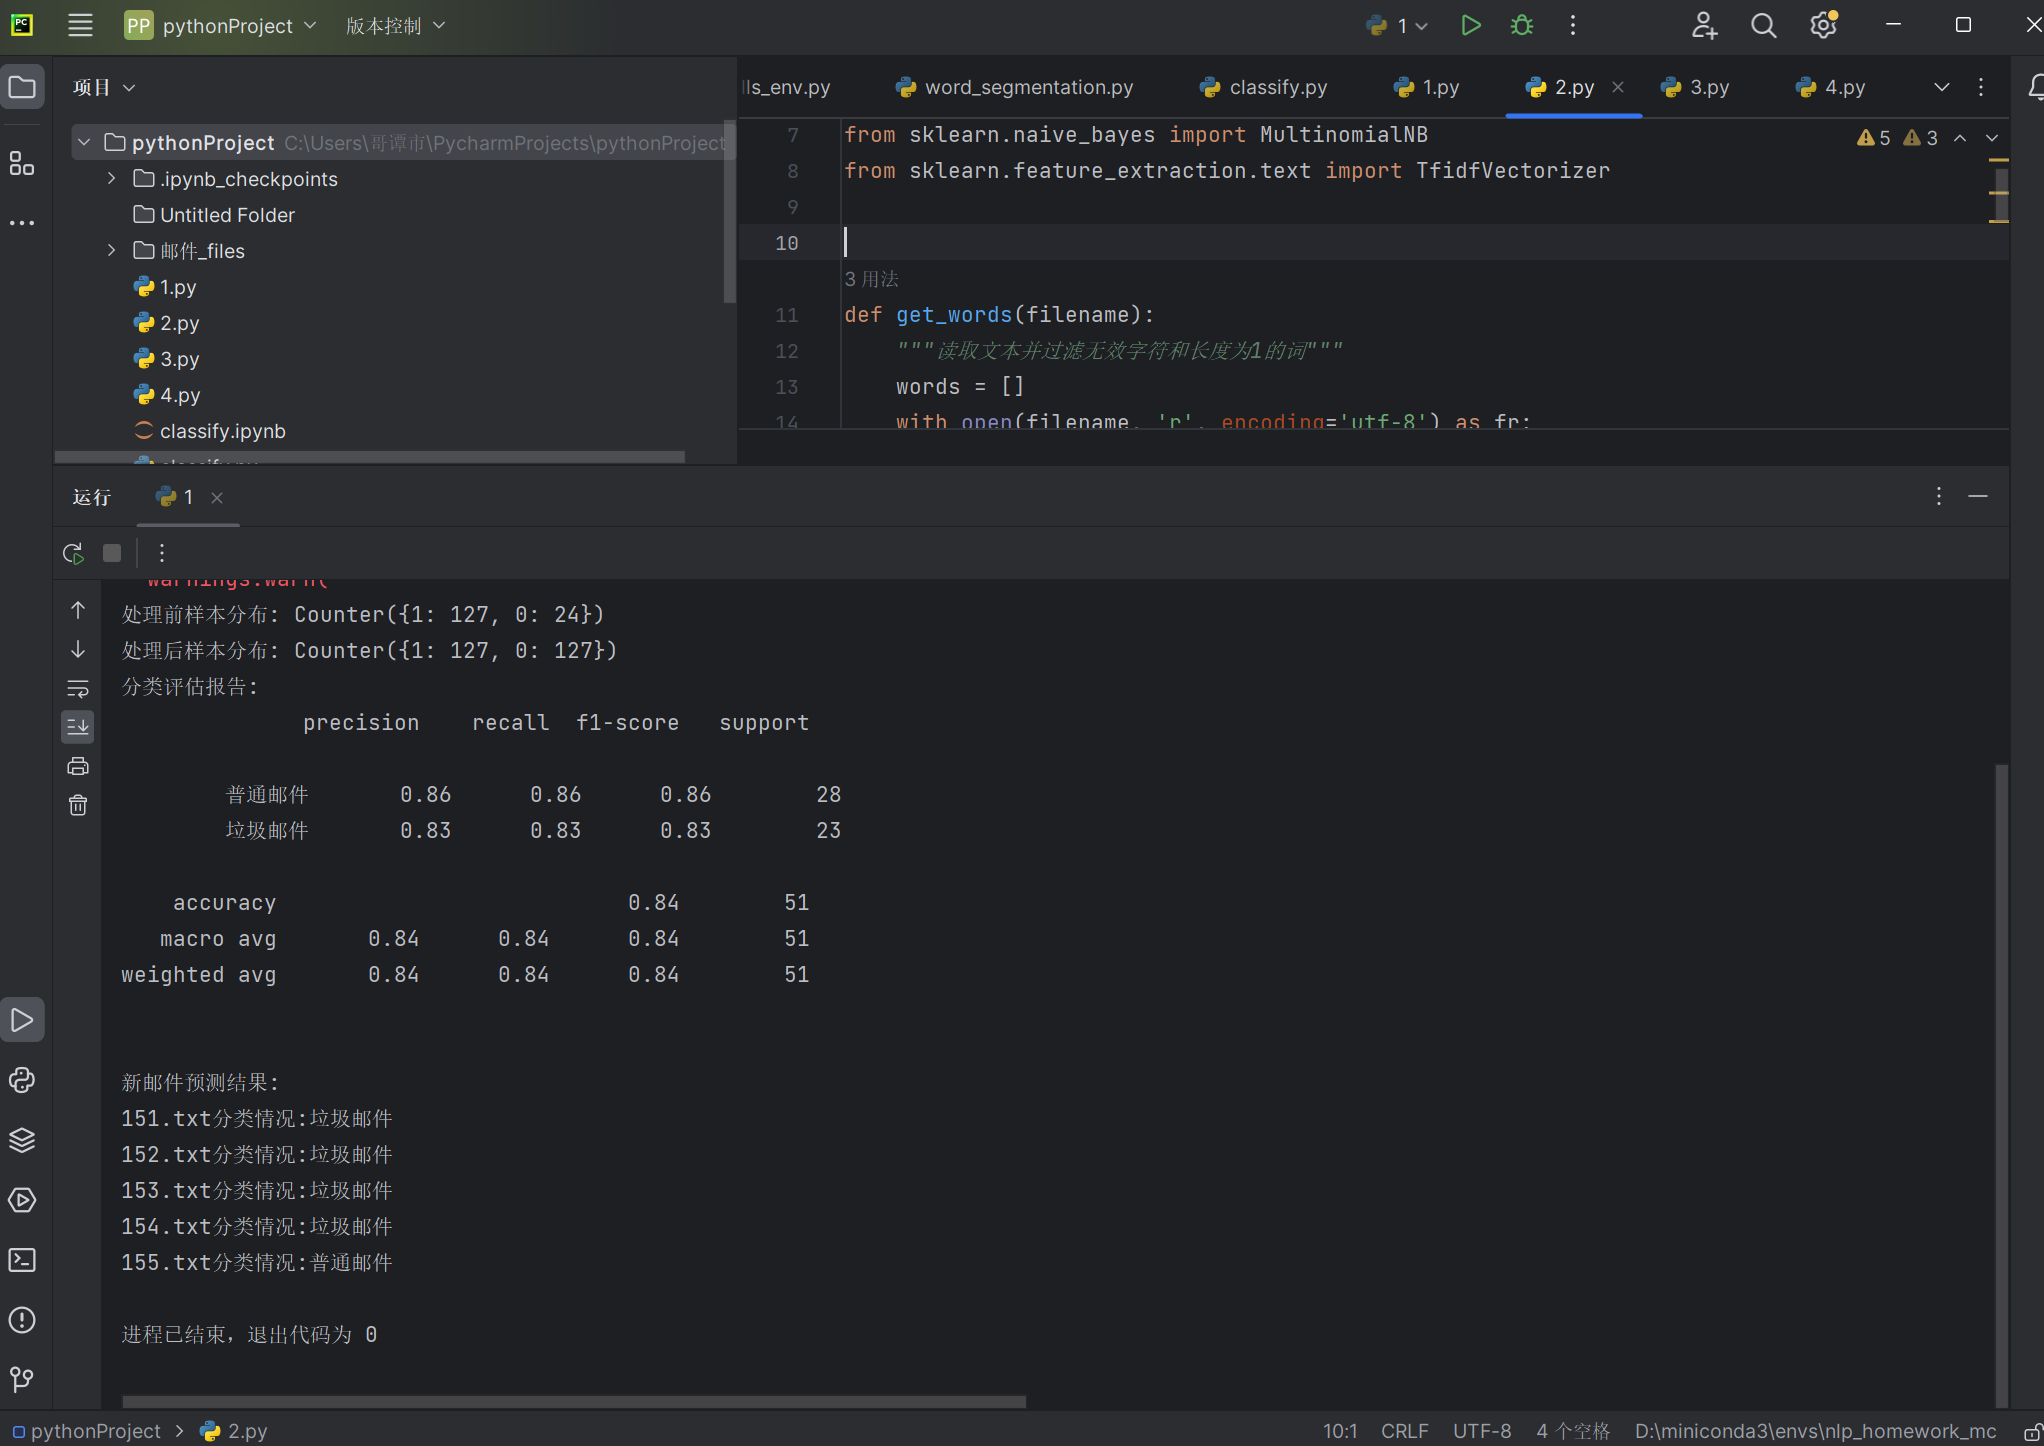 PC
PP pythonProject 版本控制 1
项目
ls_env.py word_segmentation.py classify.py 1.py 2.py 3.py 4.py
pythonProject C:\Users\哥谭市\PycharmProjects\pythonProject
.ipynb_checkpoints
Untitled Folder
邮件_files
1.py
2.py
3.py
4.py
classify.ipynb
classify.py
7 from sklearn.naive_bayes import MultinomialNB
5 3
8 from sklearn.feature_extraction.text import TfidfVectorizer
9
10
3 用法
11 def get_words(filename):
12 """读取文本并过滤无效字符和长度为1的词"""
13 words = []
14 with open(filename, 'r', encoding='utf-8') as fr:
运行 1
warnings.warn(
处理前样本分布: Counter({1: 127, 0: 24})
处理后样本分布: Counter({1: 127, 0: 127})
分类评估报告:
precision recall f1-score support
普通邮件 0.86 0.86 0.86 28
垃圾邮件 0.83 0.83 0.83 23
accuracy 0.84 51
macro avg 0.84 0.84 0.84 51
weighted avg 0.84 0.84 0.84 51
新邮件预测结果:
151.txt分类情况:垃圾邮件
152.txt分类情况:垃圾邮件
153.txt分类情况:垃圾邮件
154.txt分类情况:垃圾邮件
155.txt分类情况:普通邮件
进程已结束，退出代码为 0
pythonProject 2.py 10:1 CRLF UTF-8 4 个空格 D:\miniconda3\envs\nlp_homework_mc